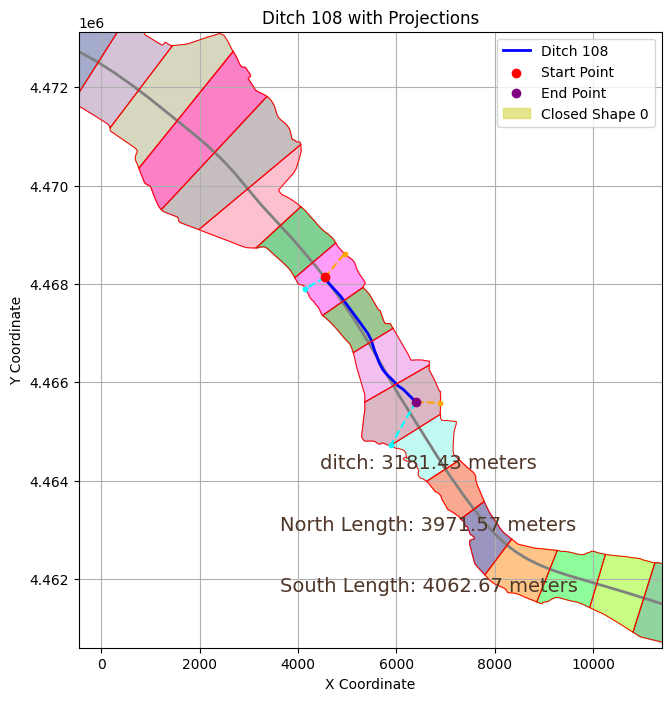 Ditch 108 with Projections
1e6
Ditch 108
Start Point
End Point
Closed Shape 0
4.472
4.470
4.468
4.466
4.464
4.462
Y Coordinate
ditch: 3181.43 meters
North Length: 3971.57 meters
South Length: 4062.67 meters
0 2000 4000 6000 8000 10000
X Coordinate